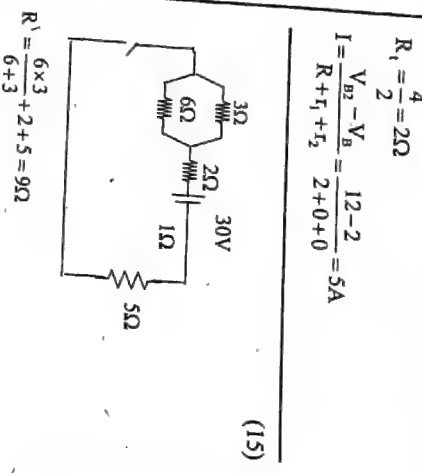 R₁ = 4/2 = 2Ω
I = (V_B2 − V_B)/(R + r₁ + r₂) = (12−2)/(2+0+0) = 5A
(15)
3Ω
6Ω
2Ω
30V
1Ω
5Ω
R\ = (6×3)/(6+3) + 2 + 5 = 9Ω